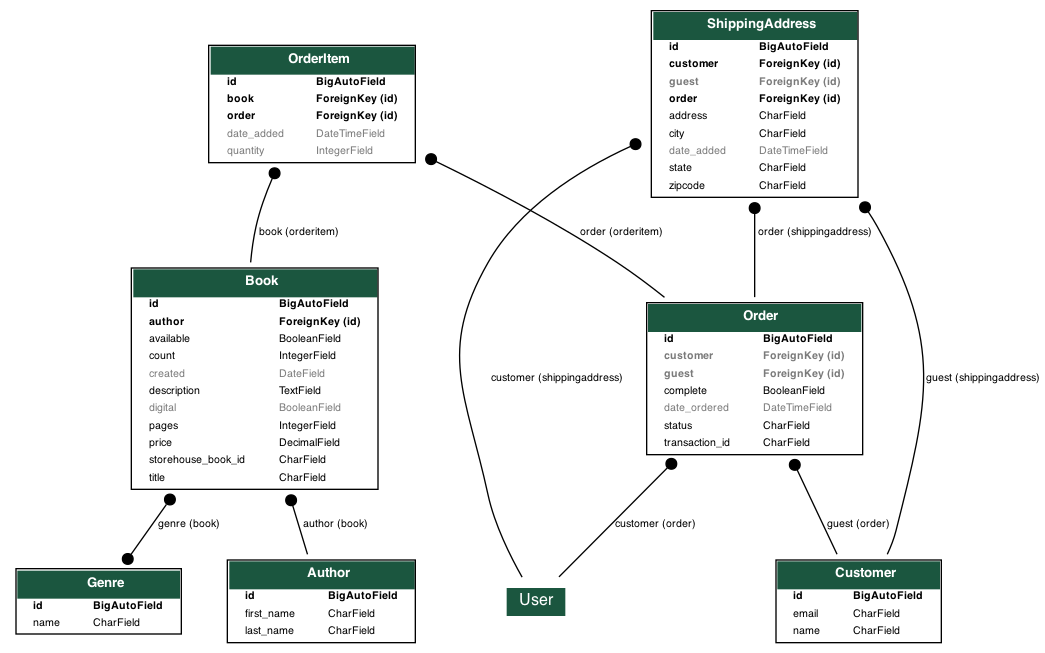 ShippingAddress
id BigAutoField
customer ForeignKey (id)
guest ForeignKey (id)
order ForeignKey (id)
address CharField
city CharField
date_added DateTimeField
state CharField
zipcode CharField
OrderItem
id BigAutoField
book ForeignKey (id)
order ForeignKey (id)
date_added DateTimeField
quantity IntegerField
book (orderitem)
order (orderitem)
order (shippingaddress)
Book
id BigAutoField
author ForeignKey (id)
available BooleanField
count IntegerField
created DateField
description TextField
digital BooleanField
pages IntegerField
price DecimalField
storehouse_book_id CharField
title CharField
customer (shippingaddress)
Order
id BigAutoField
customer ForeignKey (id)
guest ForeignKey (id)
complete BooleanField
date_ordered DateTimeField
status CharField
transaction_id CharField
guest (shippingaddress)
genre (book)
author (book)
customer (order)
guest (order)
Genre
id BigAutoField
name CharField
Author
id BigAutoField
first_name CharField
last_name CharField
User
Customer
id BigAutoField
email CharField
name CharField